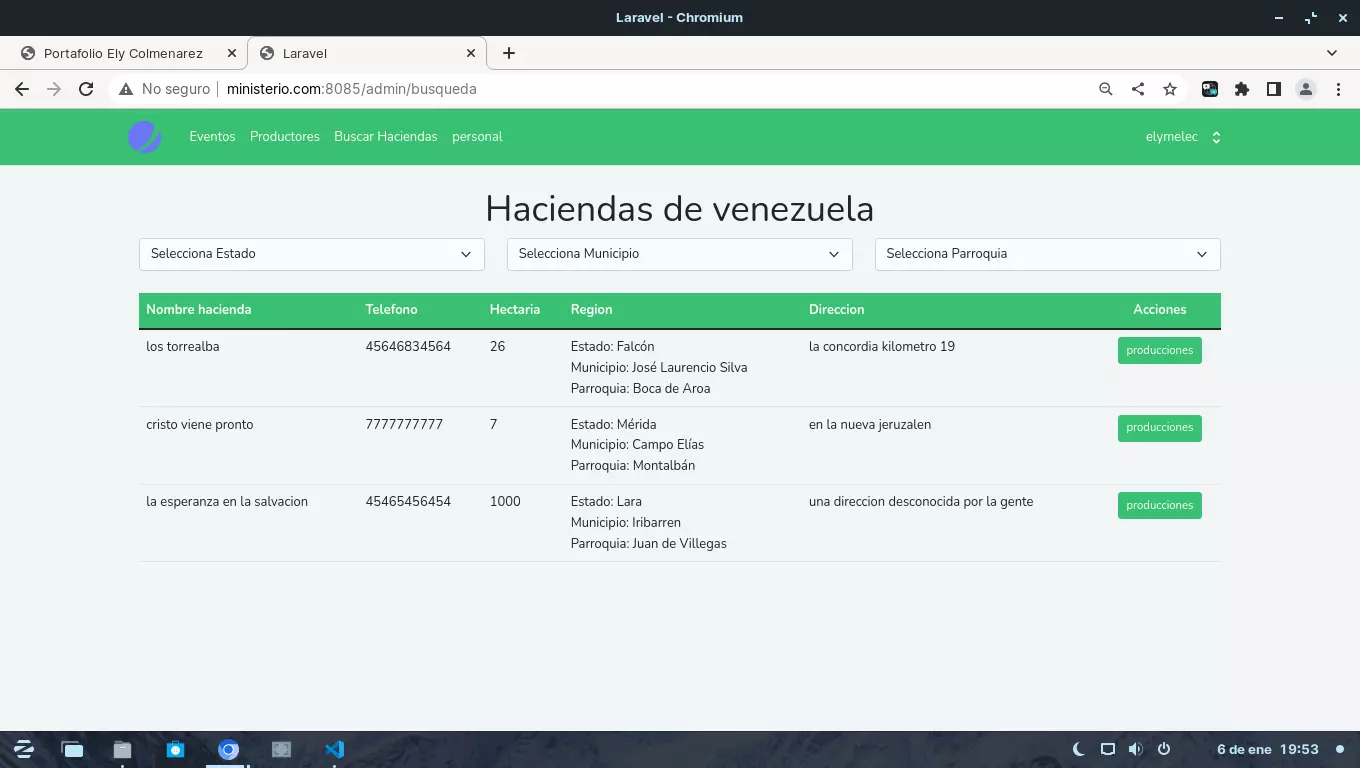 Laravel - Chromium
Portafolio Ely Colmenarez
Laravel
No seguro
ministerio.com:8085/admin/busqueda
Eventos
Productores
Buscar Haciendas
personal
elymelec
Haciendas de venezuela
Selecciona Estado
Selecciona Municipio
Selecciona Parroquia
Nombre hacienda Telefono Hectaria Region Direccion Acciones
los torrealba 45646834564 26 Estado: Falcón la concordia kilometro 19 producciones
Municipio: José Laurencio Silva
Parroquia: Boca de Aroa
cristo viene pronto 7777777777 7 Estado: Mérida en la nueva jeruzalen producciones
Municipio: Campo Elías
Parroquia: Montalbán
la esperanza en la salvacion 45465456454 1000 Estado: Lara una direccion desconocida por la gente producciones
Municipio: Iribarren
Parroquia: Juan de Villegas
6 de ene 19:53